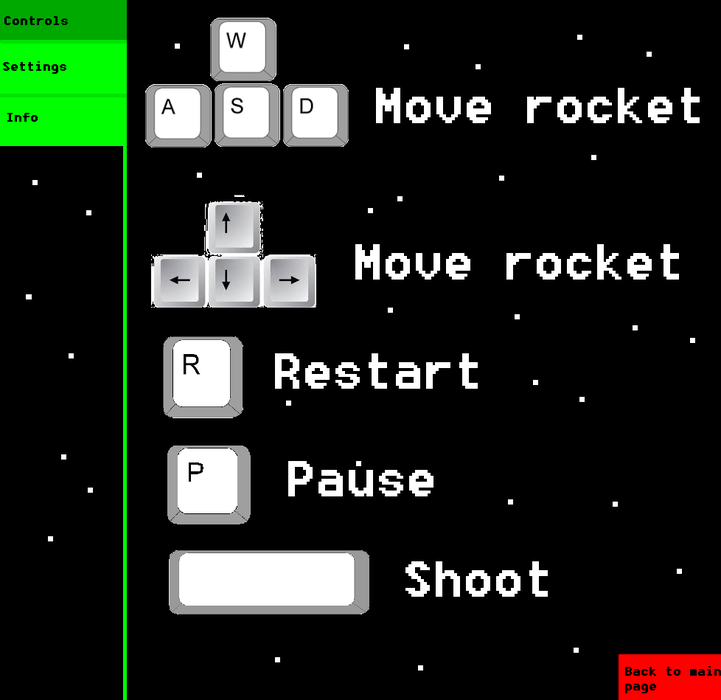 Controls
Settings
Info
W
A S D
Move rocket
↑
← ↓ →
Move rocket
R
Restart
P
Pause
Shoot
Back to main
page